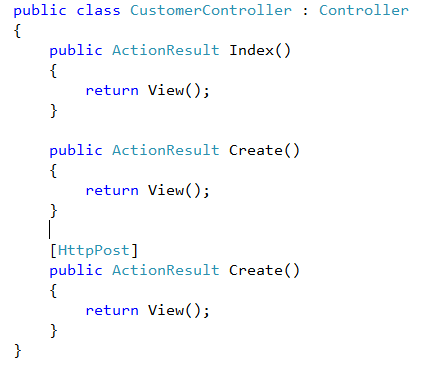 public class CustomerController : Controller
{
    public ActionResult Index()
    {
        return View();
    }

    public ActionResult Create()
    {
        return View();
    }

    [HttpPost]
    public ActionResult Create()
    {
        return View();
    }
}